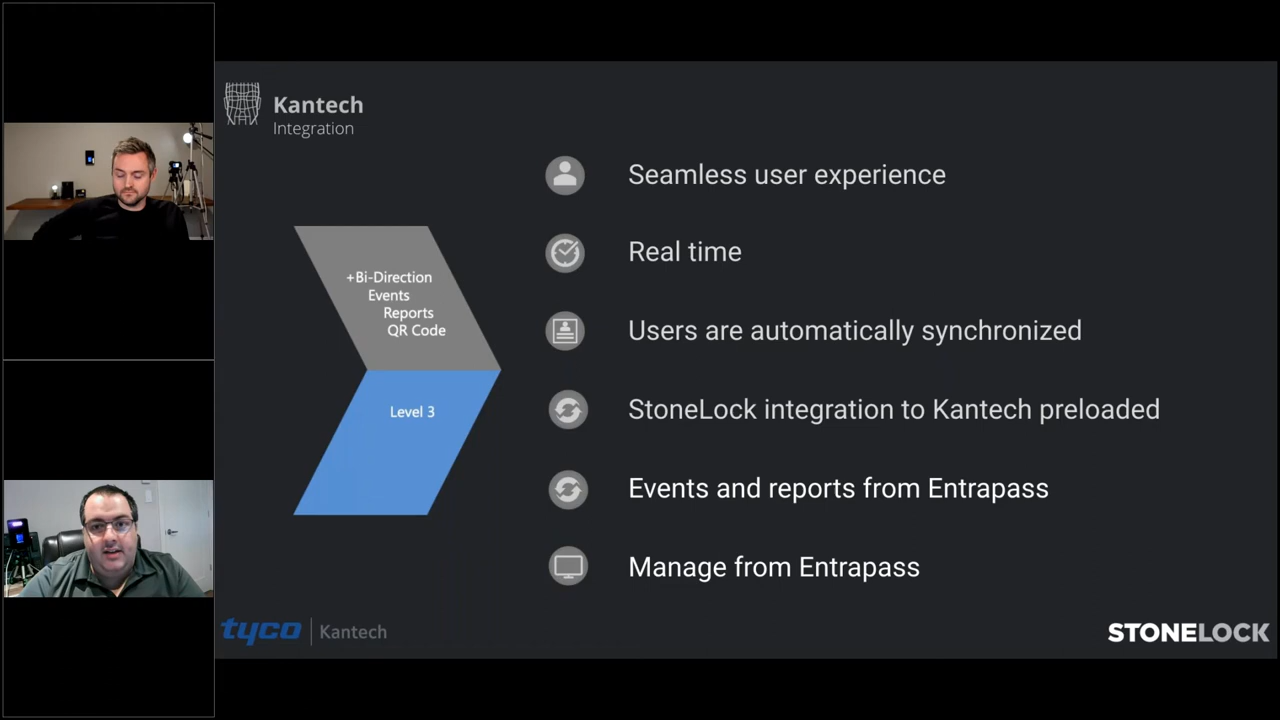 Kantech
Integration
+Bi-Direction
Events
Reports
QR Code
Level 3
Seamless user experience
Real time
Users are automatically synchronized
StoneLock integration to Kantech preloaded
Events and reports from Entrapass
Manage from Entrapass
tyco | Kantech
STONELOCK